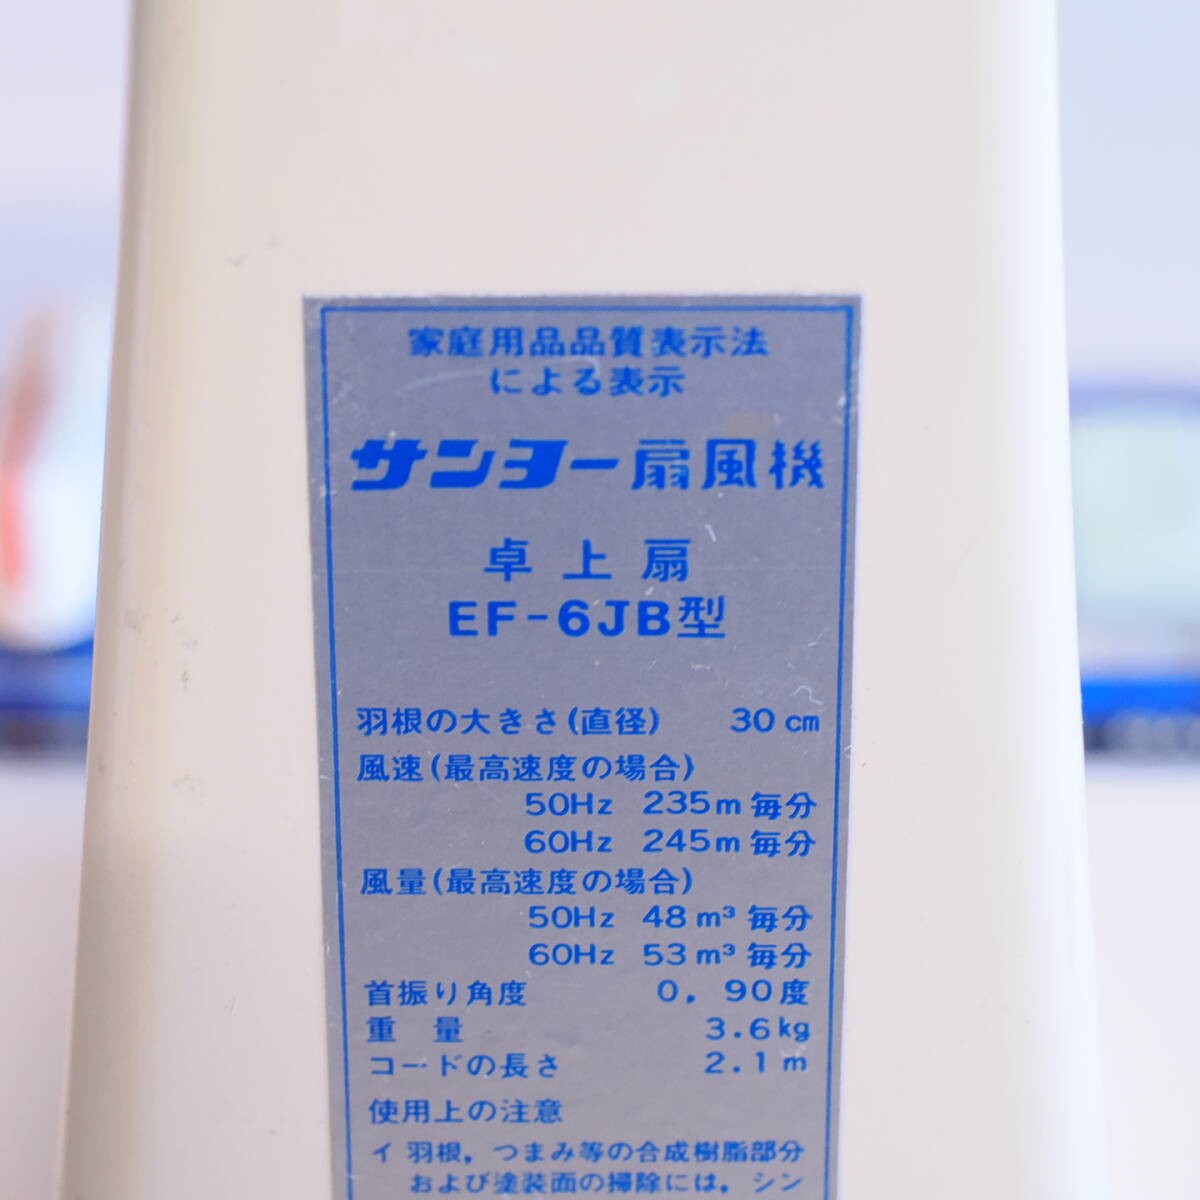 家庭用品品質表示法
による表示
サンヨー扇風機
卓上扇
EF-6JB型
羽根の大きさ(直径) 30cm
風速(最高速度の場合)
50Hz 235m毎分
60Hz 245m毎分
風量(最高速度の場合)
50Hz 48m³毎分
60Hz 53m³毎分
首振り角度 0, 90度
重量 3.6kg
コードの長さ 2.1m
使用上の注意
イ 羽根,つまみ等の合成樹脂部分
および塗装面の掃除には,シン